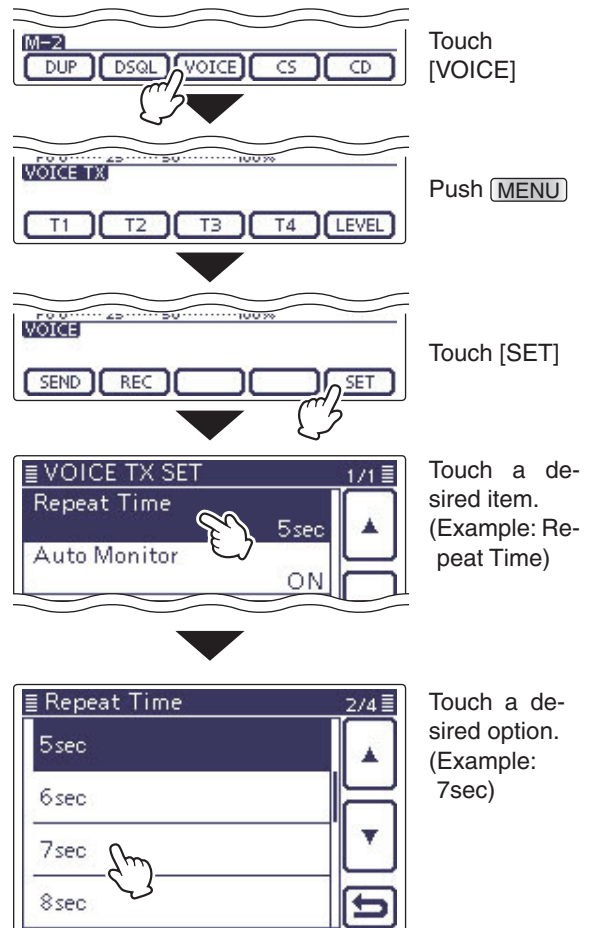 M-2
DUP DSQL VOICE CS CD
Touch
[VOICE]
VOICE TX
T1 T2 T3 T4 LEVEL
Push MENU
VOICE
SEND REC SET
Touch [SET]
VOICE TX SET 1/1
Repeat Time
5sec
Auto Monitor
ON
Touch a de-
sired item.
(Example: Re-
peat Time)
Repeat Time 2/4
5sec
6sec
7sec
8sec
Touch a de-
sired option.
(Example:
7sec)